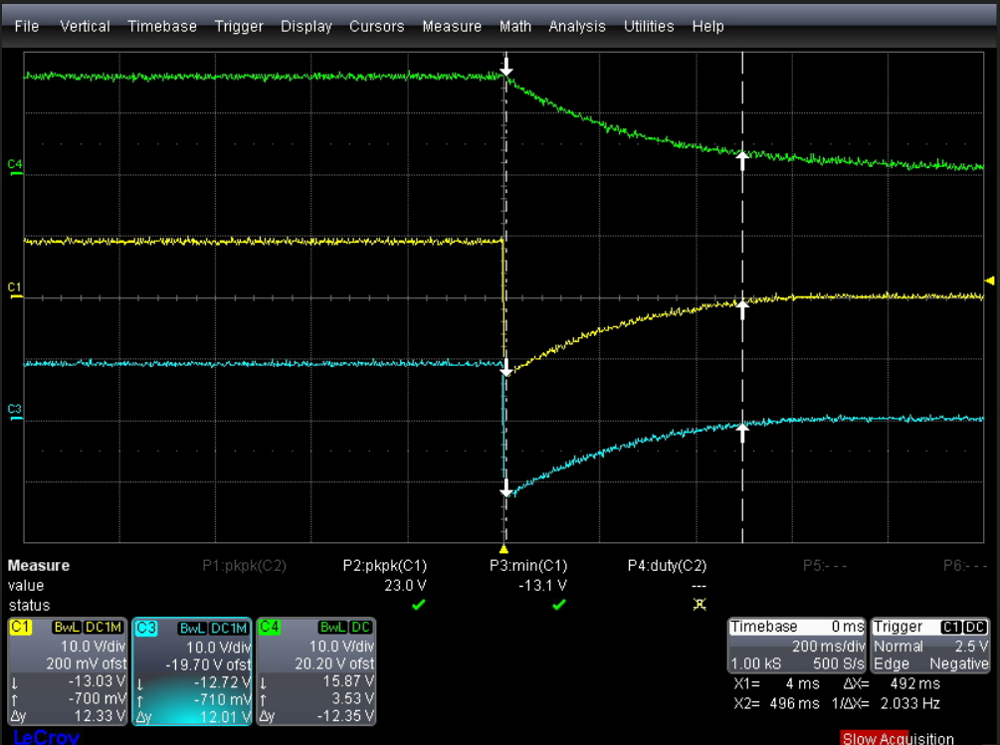 File Vertical Timebase Trigger Display Cursors Measure Math Analysis Utilities Help
C4
C1
C3
Measure P1:pkpk(C2) P2:pkpk(C1) P3:min(C1) P4:duty(C2) P5:- - - P6:- - -
value 23.0 V -13.1 V ---
status
C1 BwL DC1M
10.0 V/div
200 mV ofst
↓ -13.03 V
↑ -700 mV
Δy 12.33 V
C3 BwL DC1M
10.0 V/div
-19.70 V ofst
↓ -12.72 V
↑ -710 mV
Δy 12.01 V
C4 BwL DC
10.0 V/div
20.20 V ofst
↓ 15.87 V
↑ 3.53 V
Δy -12.35 V
Timebase 0 ms
200 ms/div
1.00 kS 500 S/s
Trigger C1 DC
Normal 2.5 V
Edge Negative
X1= 4 ms ΔX= 492 ms
X2= 496 ms 1/ΔX= 2.033 Hz
LeCroy
Slow Acquisition